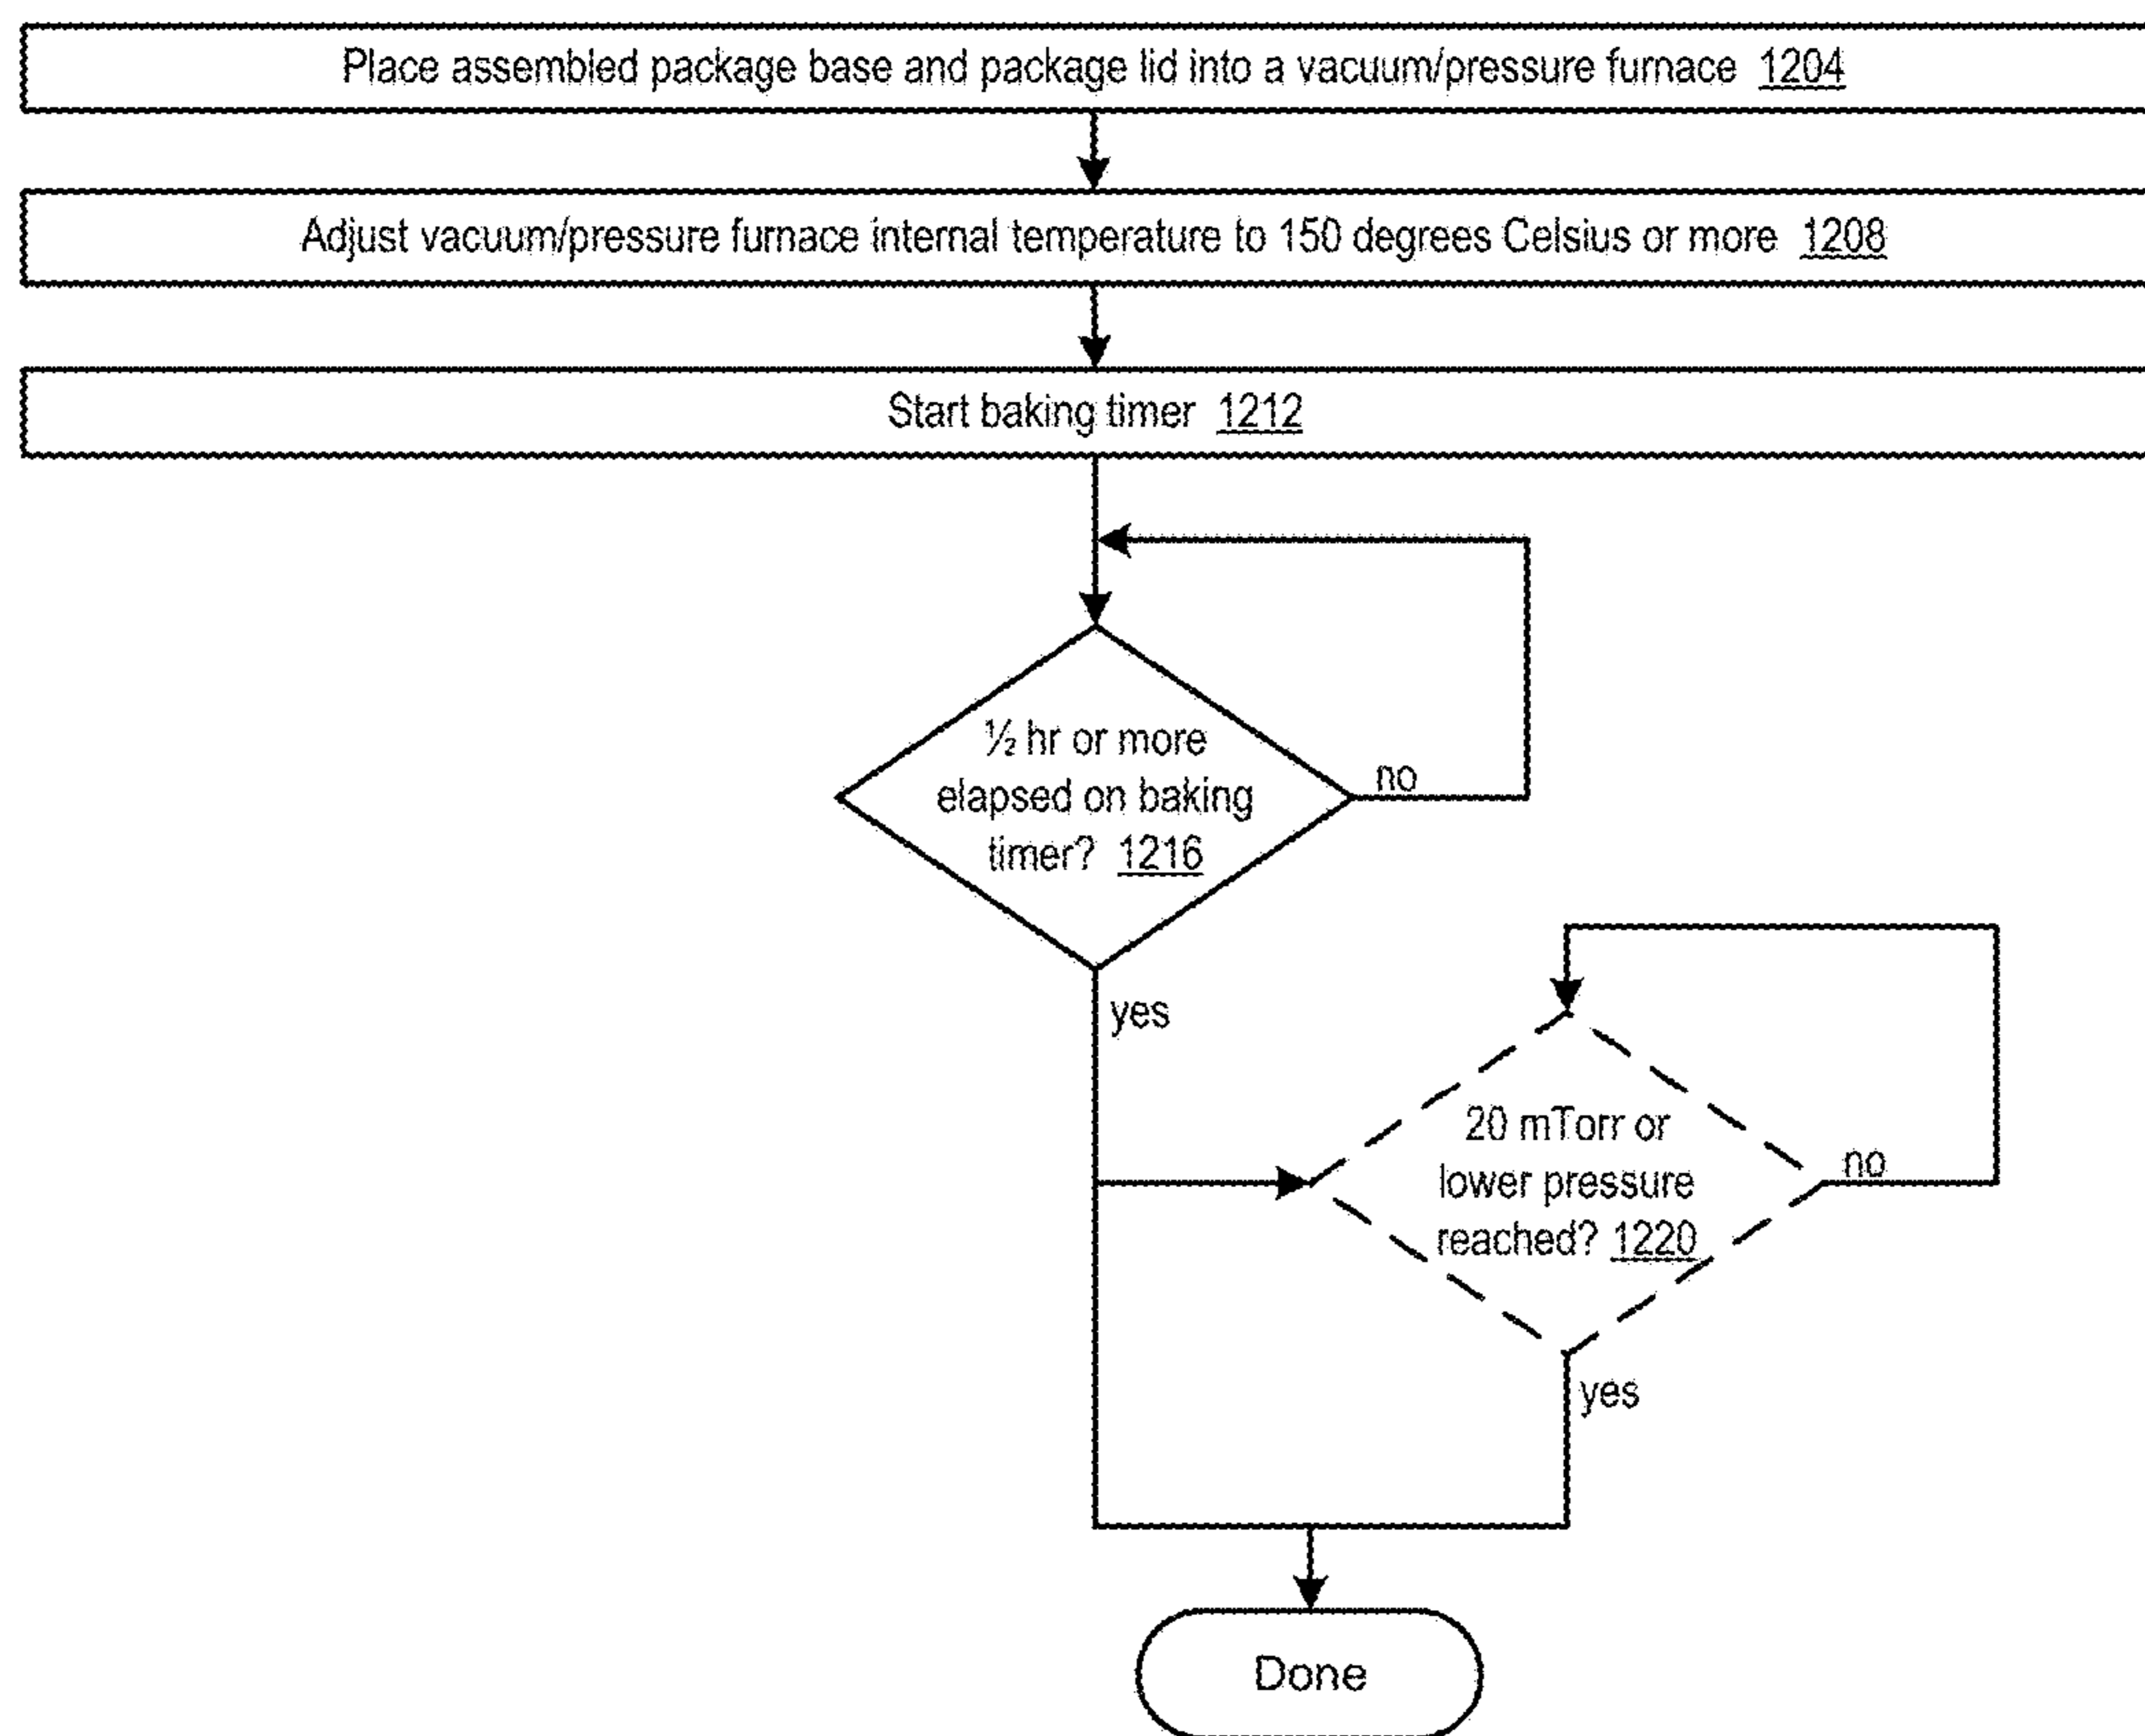 Place assembled package base and package lid into a vacuum/pressure furnace 1204
Adjust vacuum/pressure furnace internal temperature to 150 degrees Celsius or more 1208
Start baking timer 1212
½ hr or more
elapsed on baking
timer? 1216
no
yes
20 mTorr or
lower pressure
reached? 1220
no
yes
Done